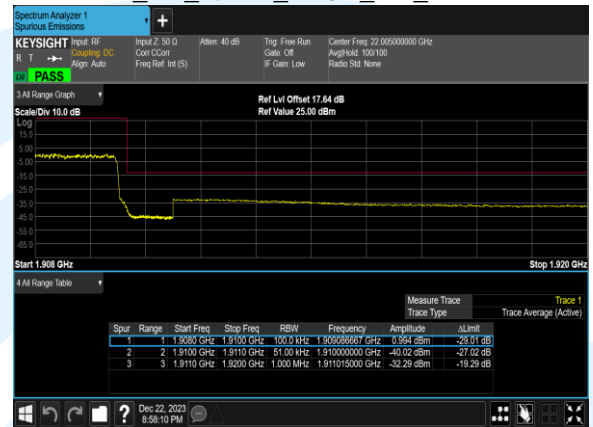 Spectrum Analyzer 1
Spurious Emissions
+
KEYSIGHT Input: RF Input Z: 50 Ω Atten: 40 dB Trig: Free Run Center Freq: 22.005000000 GHz
R T Coupling: DC Corr CCorr Gate: Off Avg|Hold: 100/100
Align: Auto Freq Ref: Int (S) IF Gain: Low Radio Std: None
LV PASS
3 All Range Graph
Ref Lvl Offset 17.64 dB
Scale/Div 10.0 dB Ref Value 25.00 dBm
Log
15.0
5.00
-5.00
-15.0
-25.0
-35.0
-45.0
-55.0
-65.0
Start 1.908 GHz Stop 1.920 GHz
4 All Range Table
Measure Trace Trace 1
Trace Type Trace Average (Active)
Spur Range Start Freq Stop Freq RBW Frequency Amplitude ΔLimit
1 1 1.9080 GHz 1.9100 GHz 100.0 kHz 1.909086667 GHz 0.994 dBm -29.01 dB
2 2 1.9100 GHz 1.9110 GHz 51.00 kHz 1.910000000 GHz -40.02 dBm -27.02 dB
3 3 1.9110 GHz 1.9200 GHz 1.000 MHz 1.911015000 GHz -32.29 dBm -19.29 dB
? Dec 22, 2023
8:58:10 PM